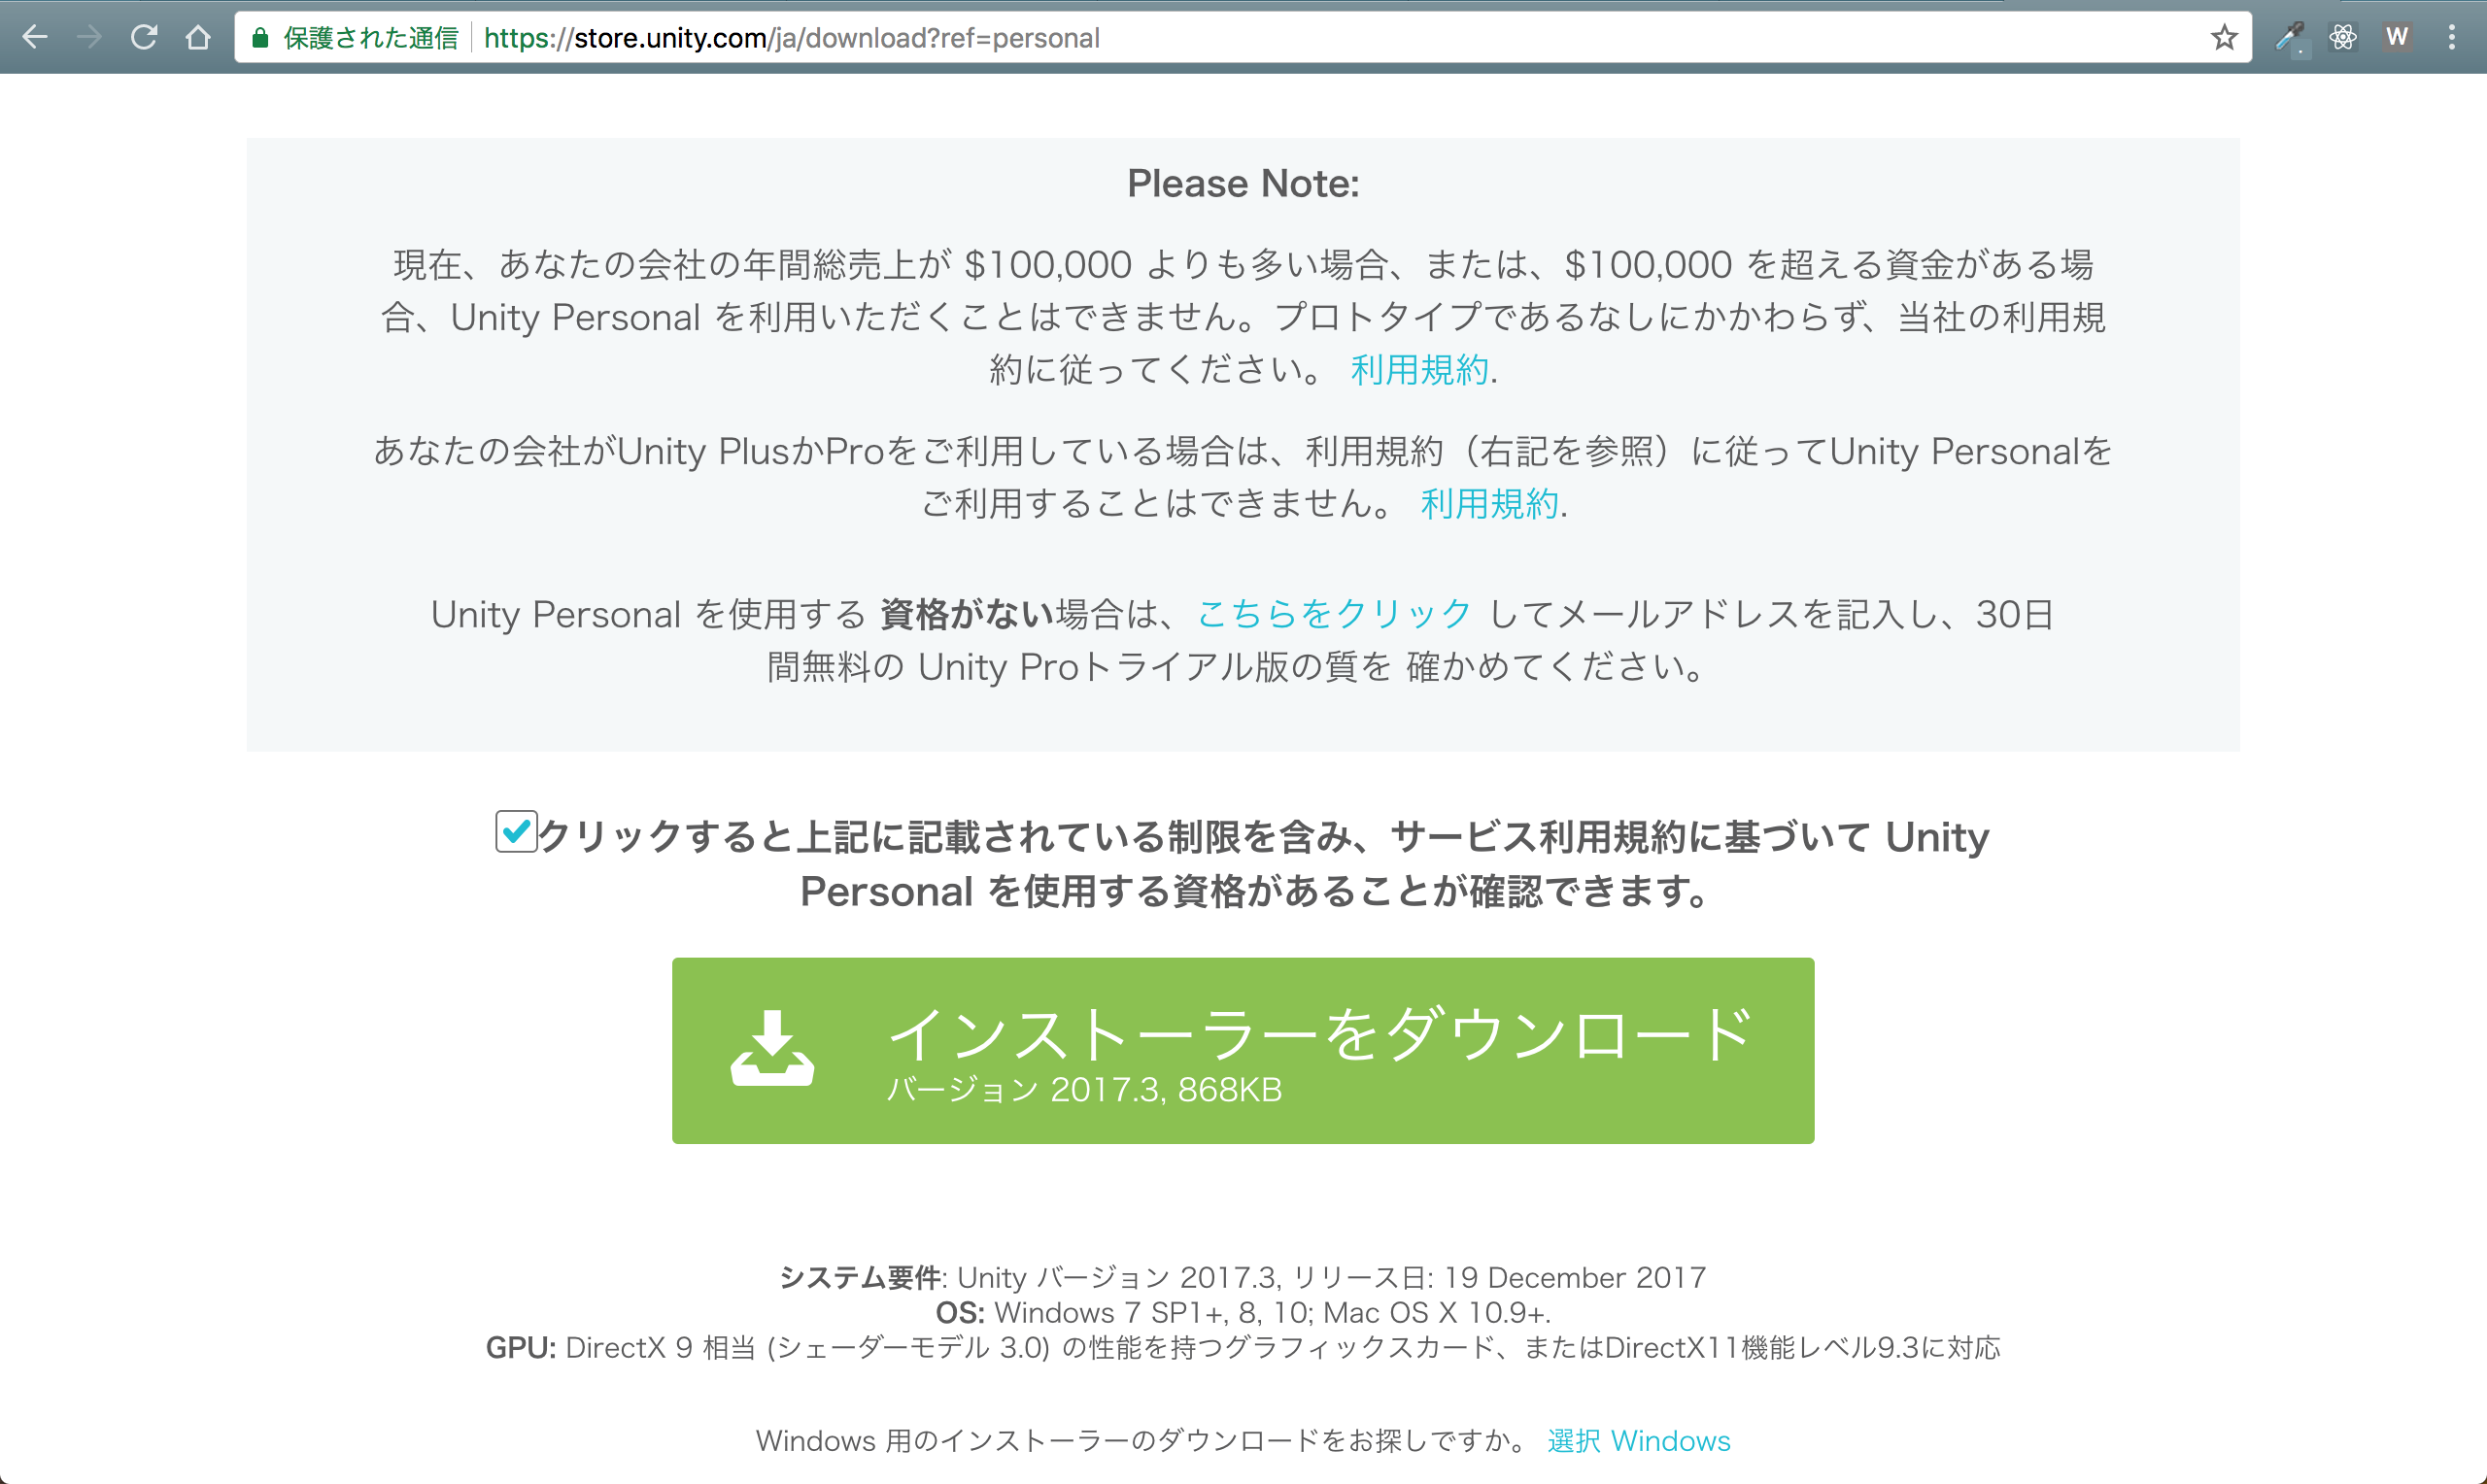 保護された通信 https://store.unity.com/ja/download?ref=personal W
Please Note:
現在、あなたの会社の年間総売上が $100,000 よりも多い場合、または、$100,000 を超える資金がある場
合、Unity Personal を利用いただくことはできません。プロトタイプであるなしにかかわらず、当社の利用規
約に従ってください。 利用規約.
あなたの会社がUnity PlusかProをご利用している場合は、利用規約（右記を参照）に従ってUnity Personalを
ご利用することはできません。 利用規約.
Unity Personal を使用する 資格がない場合は、こちらをクリック してメールアドレスを記入し、30日
間無料の Unity Proトライアル版の質を 確かめてください。
クリックすると上記に記載されている制限を含み、サービス利用規約に基づいて Unity
Personal を使用する資格があることが確認できます。
インストーラーをダウンロード
バージョン 2017.3, 868KB
システム要件: Unity バージョン 2017.3, リリース日: 19 December 2017
OS: Windows 7 SP1+, 8, 10; Mac OS X 10.9+.
GPU: DirectX 9 相当 (シェーダーモデル 3.0) の性能を持つグラフィックスカード、またはDirectX11機能レベル9.3に対応
Windows 用のインストーラーのダウンロードをお探しですか。 選択 Windows